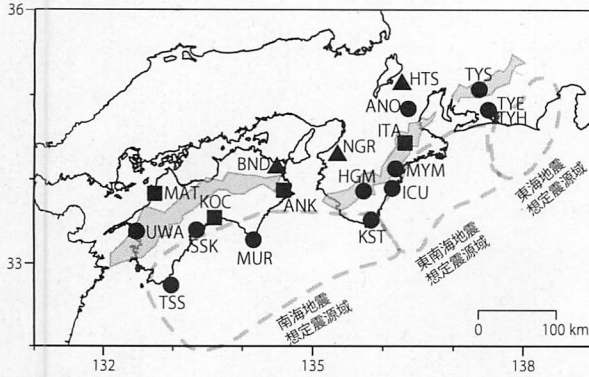 36
HTS
TYS
ANO
TYE
TYH
ITA
NGR
BND
MYM
HGM
MAT
ICU
ANK
KOC
KST
UWA
SSK
MUR
33
TSS
東海地震
想定震源域
東南海地震
想定震源域
南海地震
想定震源域
0
100 km
132
135
138